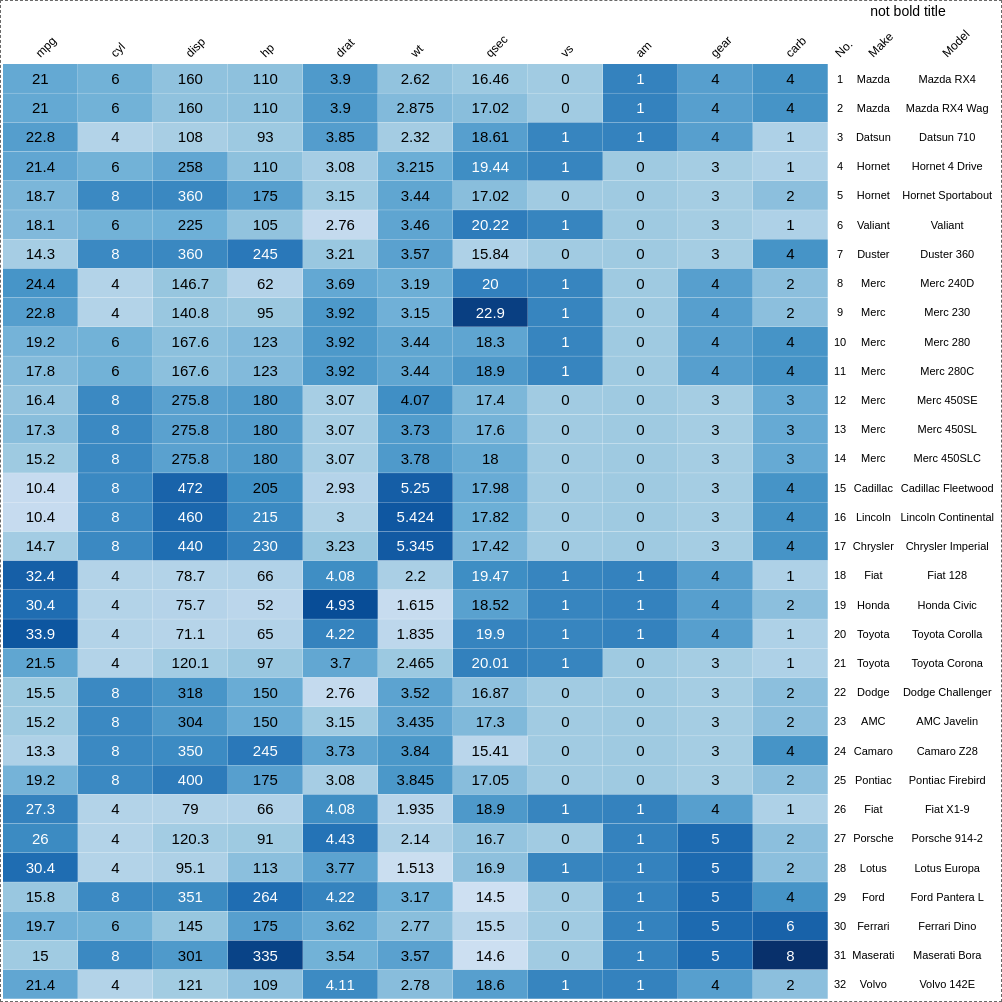 not bold title
mpg cyl disp hp drat wt qsec vs am gear carb No. Make Model
21 6 160 110 3.9 2.62 16.46 0 1 4 4 1 Mazda Mazda RX4
21 6 160 110 3.9 2.875 17.02 0 1 4 4 2 Mazda Mazda RX4 Wag
22.8 4 108 93 3.85 2.32 18.61 1 1 4 1 3 Datsun Datsun 710
21.4 6 258 110 3.08 3.215 19.44 1 0 3 1 4 Hornet Hornet 4 Drive
18.7 8 360 175 3.15 3.44 17.02 0 0 3 2 5 Hornet Hornet Sportabout
18.1 6 225 105 2.76 3.46 20.22 1 0 3 1 6 Valiant Valiant
14.3 8 360 245 3.21 3.57 15.84 0 0 3 4 7 Duster Duster 360
24.4 4 146.7 62 3.69 3.19 20 1 0 4 2 8 Merc Merc 240D
22.8 4 140.8 95 3.92 3.15 22.9 1 0 4 2 9 Merc Merc 230
19.2 6 167.6 123 3.92 3.44 18.3 1 0 4 4 10 Merc Merc 280
17.8 6 167.6 123 3.92 3.44 18.9 1 0 4 4 11 Merc Merc 280C
16.4 8 275.8 180 3.07 4.07 17.4 0 0 3 3 12 Merc Merc 450SE
17.3 8 275.8 180 3.07 3.73 17.6 0 0 3 3 13 Merc Merc 450SL
15.2 8 275.8 180 3.07 3.78 18 0 0 3 3 14 Merc Merc 450SLC
10.4 8 472 205 2.93 5.25 17.98 0 0 3 4 15 Cadillac Cadillac Fleetwood
10.4 8 460 215 3 5.424 17.82 0 0 3 4 16 Lincoln Lincoln Continental
14.7 8 440 230 3.23 5.345 17.42 0 0 3 4 17 Chrysler Chrysler Imperial
32.4 4 78.7 66 4.08 2.2 19.47 1 1 4 1 18 Fiat Fiat 128
30.4 4 75.7 52 4.93 1.615 18.52 1 1 4 2 19 Honda Honda Civic
33.9 4 71.1 65 4.22 1.835 19.9 1 1 4 1 20 Toyota Toyota Corolla
21.5 4 120.1 97 3.7 2.465 20.01 1 0 3 1 21 Toyota Toyota Corona
15.5 8 318 150 2.76 3.52 16.87 0 0 3 2 22 Dodge Dodge Challenger
15.2 8 304 150 3.15 3.435 17.3 0 0 3 2 23 AMC AMC Javelin
13.3 8 350 245 3.73 3.84 15.41 0 0 3 4 24 Camaro Camaro Z28
19.2 8 400 175 3.08 3.845 17.05 0 0 3 2 25 Pontiac Pontiac Firebird
27.3 4 79 66 4.08 1.935 18.9 1 1 4 1 26 Fiat Fiat X1-9
26 4 120.3 91 4.43 2.14 16.7 0 1 5 2 27 Porsche Porsche 914-2
30.4 4 95.1 113 3.77 1.513 16.9 1 1 5 2 28 Lotus Lotus Europa
15.8 8 351 264 4.22 3.17 14.5 0 1 5 4 29 Ford Ford Pantera L
19.7 6 145 175 3.62 2.77 15.5 0 1 5 6 30 Ferrari Ferrari Dino
15 8 301 335 3.54 3.57 14.6 0 1 5 8 31 Maserati Maserati Bora
21.4 4 121 109 4.11 2.78 18.6 1 1 4 2 32 Volvo Volvo 142E